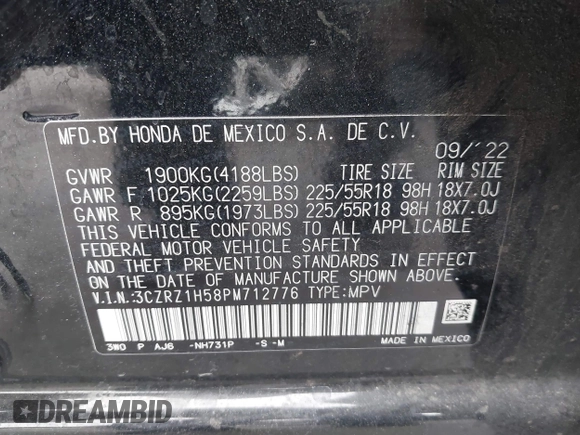 MFD.BY HONDA DE MEXICO S.A. DE C.V.
09/'22
GVWR 1900KG(4188LBS) TIRE SIZE RIM SIZE
GAWR F 1025KG(2259LBS) 225/55R18 98H 18X7.0J
GAWR R 895KG(1973LBS) 225/55R18 98H 18X7.0J
THIS VEHICLE CONFORMS TO ALL APPLICABLE
FEDERAL MOTOR VEHICLE SAFETY
AND THEFT PREVENTION STANDARDS IN EFFECT
ON THE DATE OF MANUFACTURE SHOWN ABOVE.
V.I.N.:3CZRZ1H58PM712776 TYPE:MPV
3W0 P AJ6 -NH731P -S -M
MADE IN MEXICO
DREAMBID